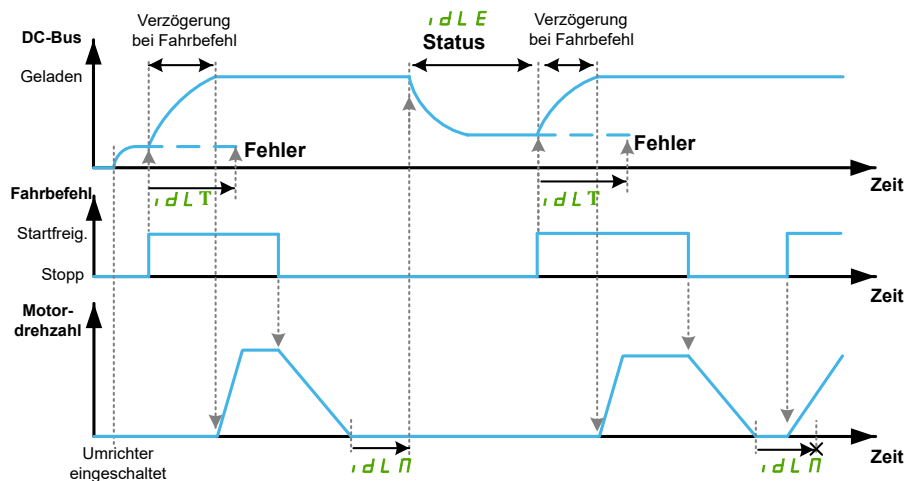 Verzögerung
bei Fahrbefehl
idLE
Status
Verzögerung
bei Fahrbefehl
DC-Bus
Geladen
Fehler
Fehler
Zeit
idLT
idLT
Fahrbefehl
Startfreig.
Stopp
Zeit
Motor-
drehzahl
Zeit
Umrichter
eingeschaltet
idLM
idLM